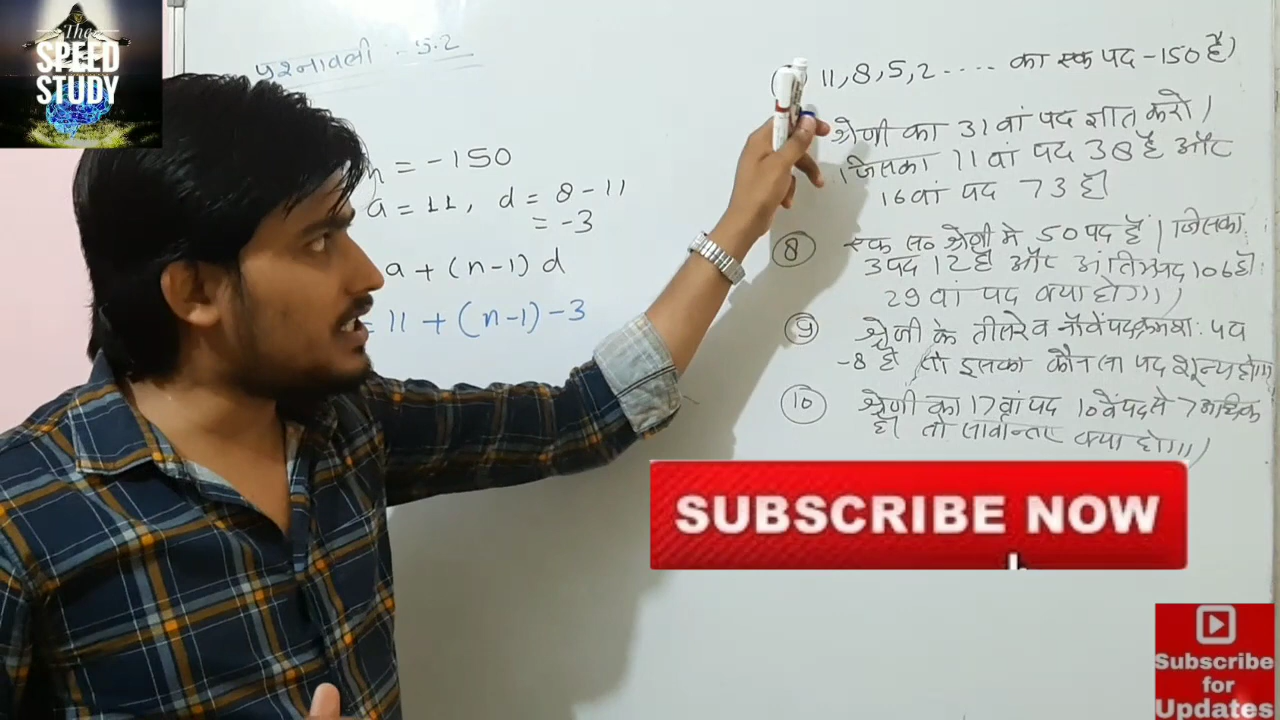 The
SPEED
STUDY
प्रश्नावली :- 5.2
= -150
a = 11, d = 8 - 11
= -3
a + (n-1) d
= 11 + (n-1) -3
11, 8, 5, 2 .... का एक पद -150 है)
श्रेणी का 31 वां पद ज्ञात करो।
जिसका 11 वां पद 38 है और
16 वां पद 73 है
8 एक स० श्रेणी मे 50 पद है। जिसका
3 पद 12 है और अंतिम पद 106 है।
29 वां पद क्या होगा)
9 श्रेणी के तीसरे व नौवें पद क्रमश: 4 व
-8 है तो इसका कौन सा पद शून्य होगा
10 श्रेणी का 17 वां पद 10 वें पद से 7 अधिक
है। तो सार्वान्तर क्या होगा)
SUBSCRIBE NOW
Subscribe
for
Updates